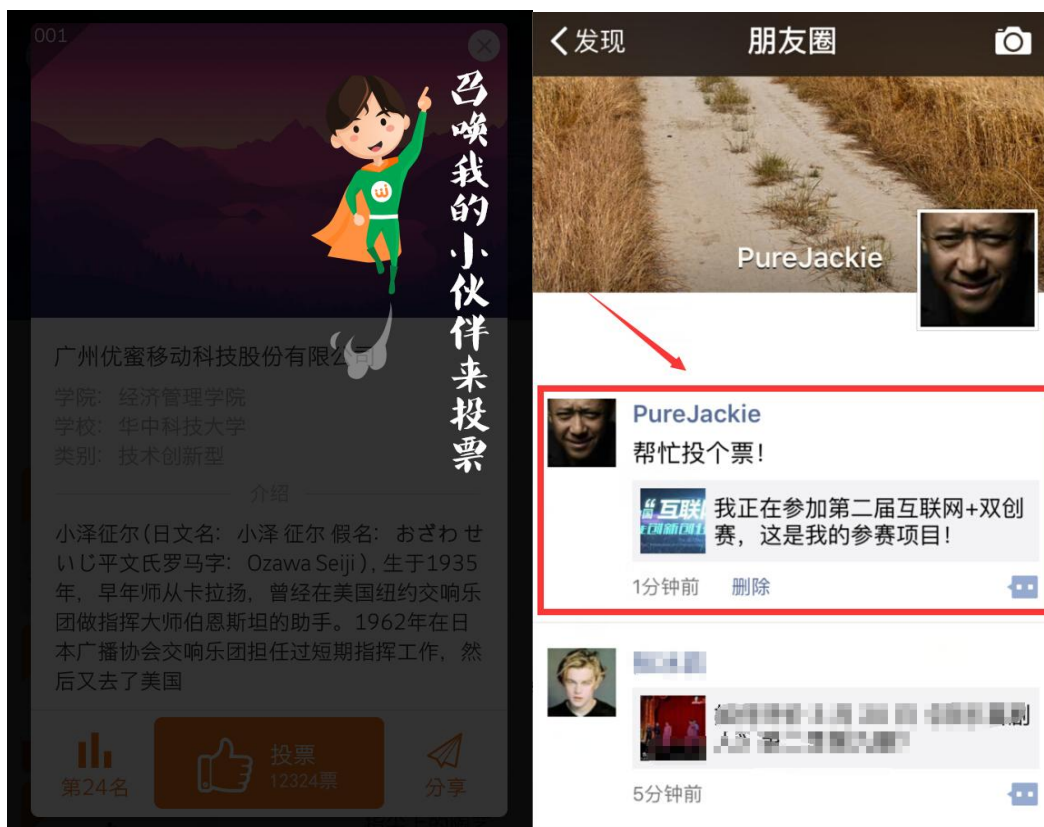 001
召唤我的小伙伴来投票
广州优蜜移动科技股份有限公司
学院：经济管理学院
学校：华中科技大学
类别：技术创新型
介绍
小泽征尔(日文名：小泽 征尔 假名：おざわ せ
いじ平文氏罗马字：Ozawa Seiji），生于1935
年，早年师从卡拉扬，曾经在美国纽约交响乐
团做指挥大师伯恩斯坦的助手。1962年在日
本广播协会交响乐团担任过短期指挥工作，然
后又去了美国
第24名
投票
12324票
分享
发现
朋友圈
PureJackie
PureJackie
帮忙投个票！
“互联
我正在参加第二届互联网+双创
赛，这是我的参赛项目！
1分钟前 删除
5分钟前